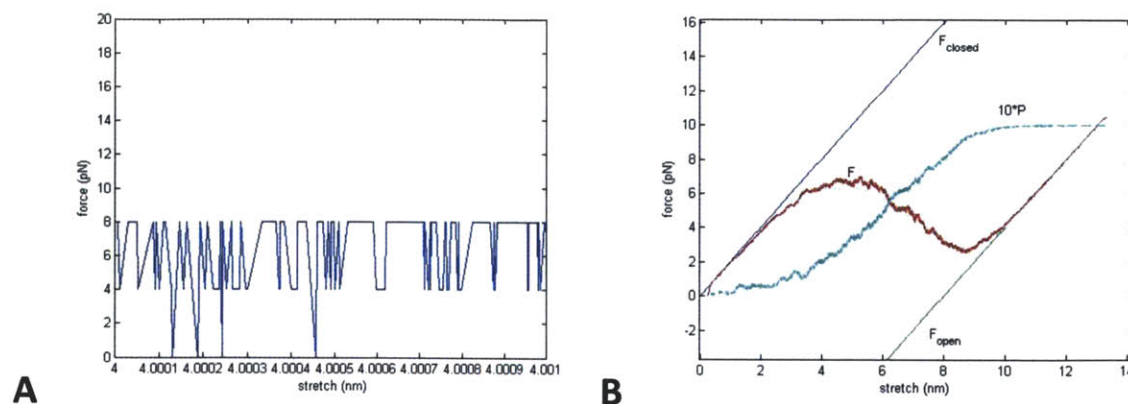 20
18
16
14
12
10
8
6
4
2
0
force (pN)
4 4.0001 4.0002 4.0003 4.0004 4.0005 4.0006 4.0007 4.0008 4.0009 4.001
stretch (nm)
A
16
14
12
10
8
6
4
2
0
-2
force (pN)
F closed
10*P
F
F open
0 2 4 6 8 10 12 14
stretch (nm)
B